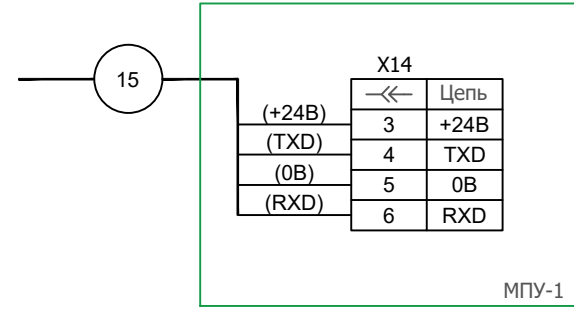 X14
15
Цепь
(+24В) 3 +24В
(TXD) 4 TXD
(0В) 5 0В
(RXD) 6 RXD
МПУ-1